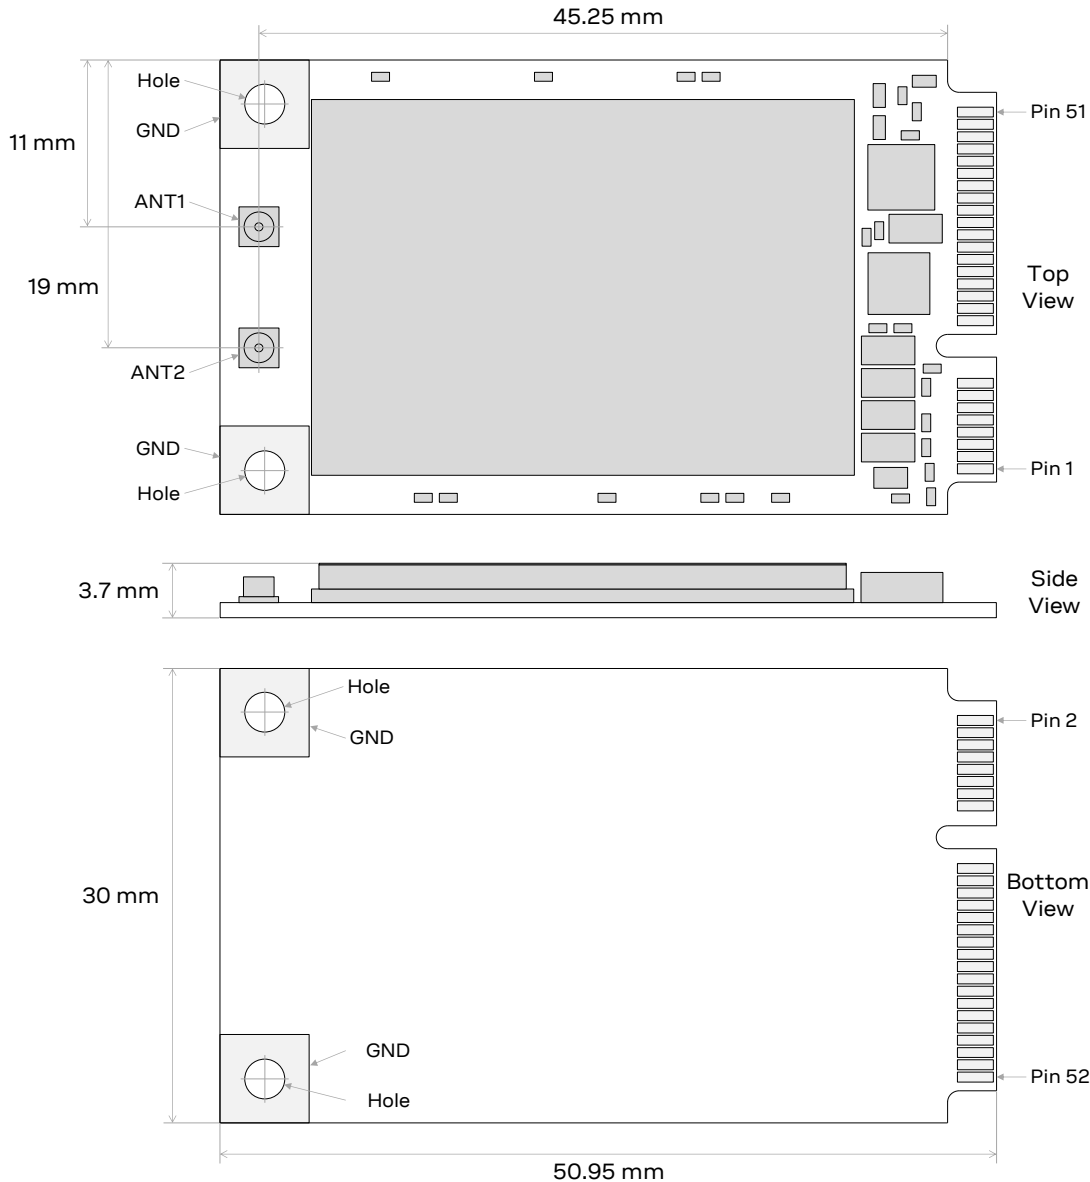 45.25 mm
Hole
GND
Pin 51
11 mm
ANT1
19 mm
Top
View
ANT2
GND
Hole
Pin 1
3.7 mm
Side
View
Hole
GND
Pin 2
30 mm
Bottom
View
GND
Hole
Pin 52
50.95 mm